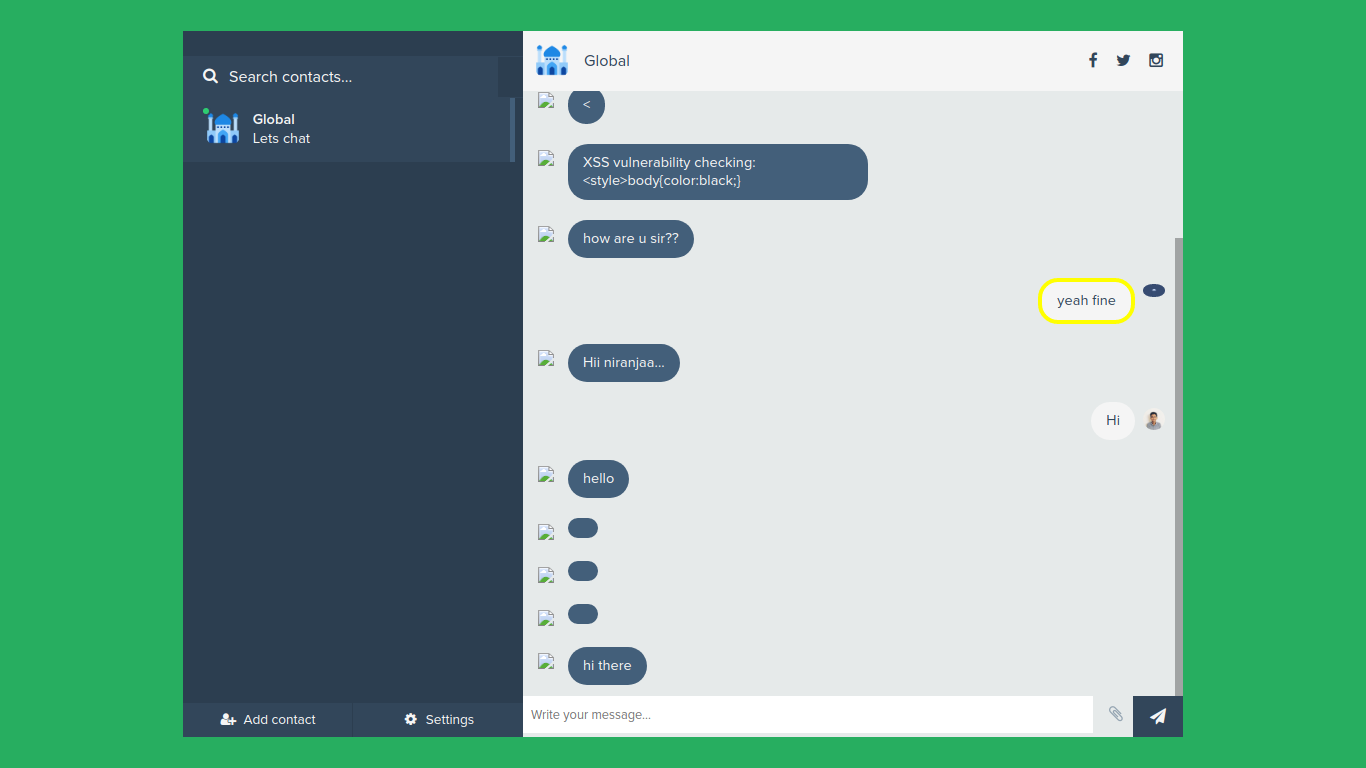 Search contacts...
Global
Lets chat
Add contact
Settings
Global
<
XSS vulnerability checking:
<style>body{color:black;}
how are u sir??
yeah fine
Hii niranjaa...
Hi
hello
hi there
Write your message...